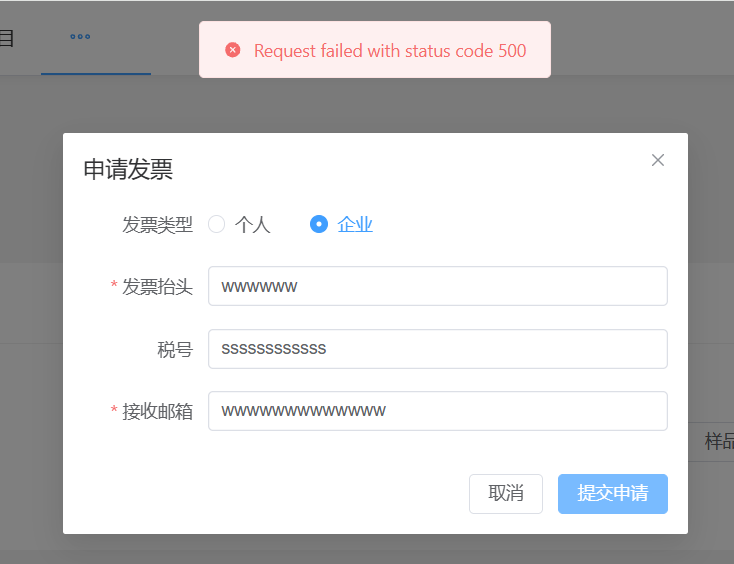 目
Request failed with status code 500
申请发票
发票类型 个人 企业
* 发票抬头 wwwwww
税号 ssssssssssss
* 接收邮箱 wwwwwwwwwwwww
样品
取消 提交申请